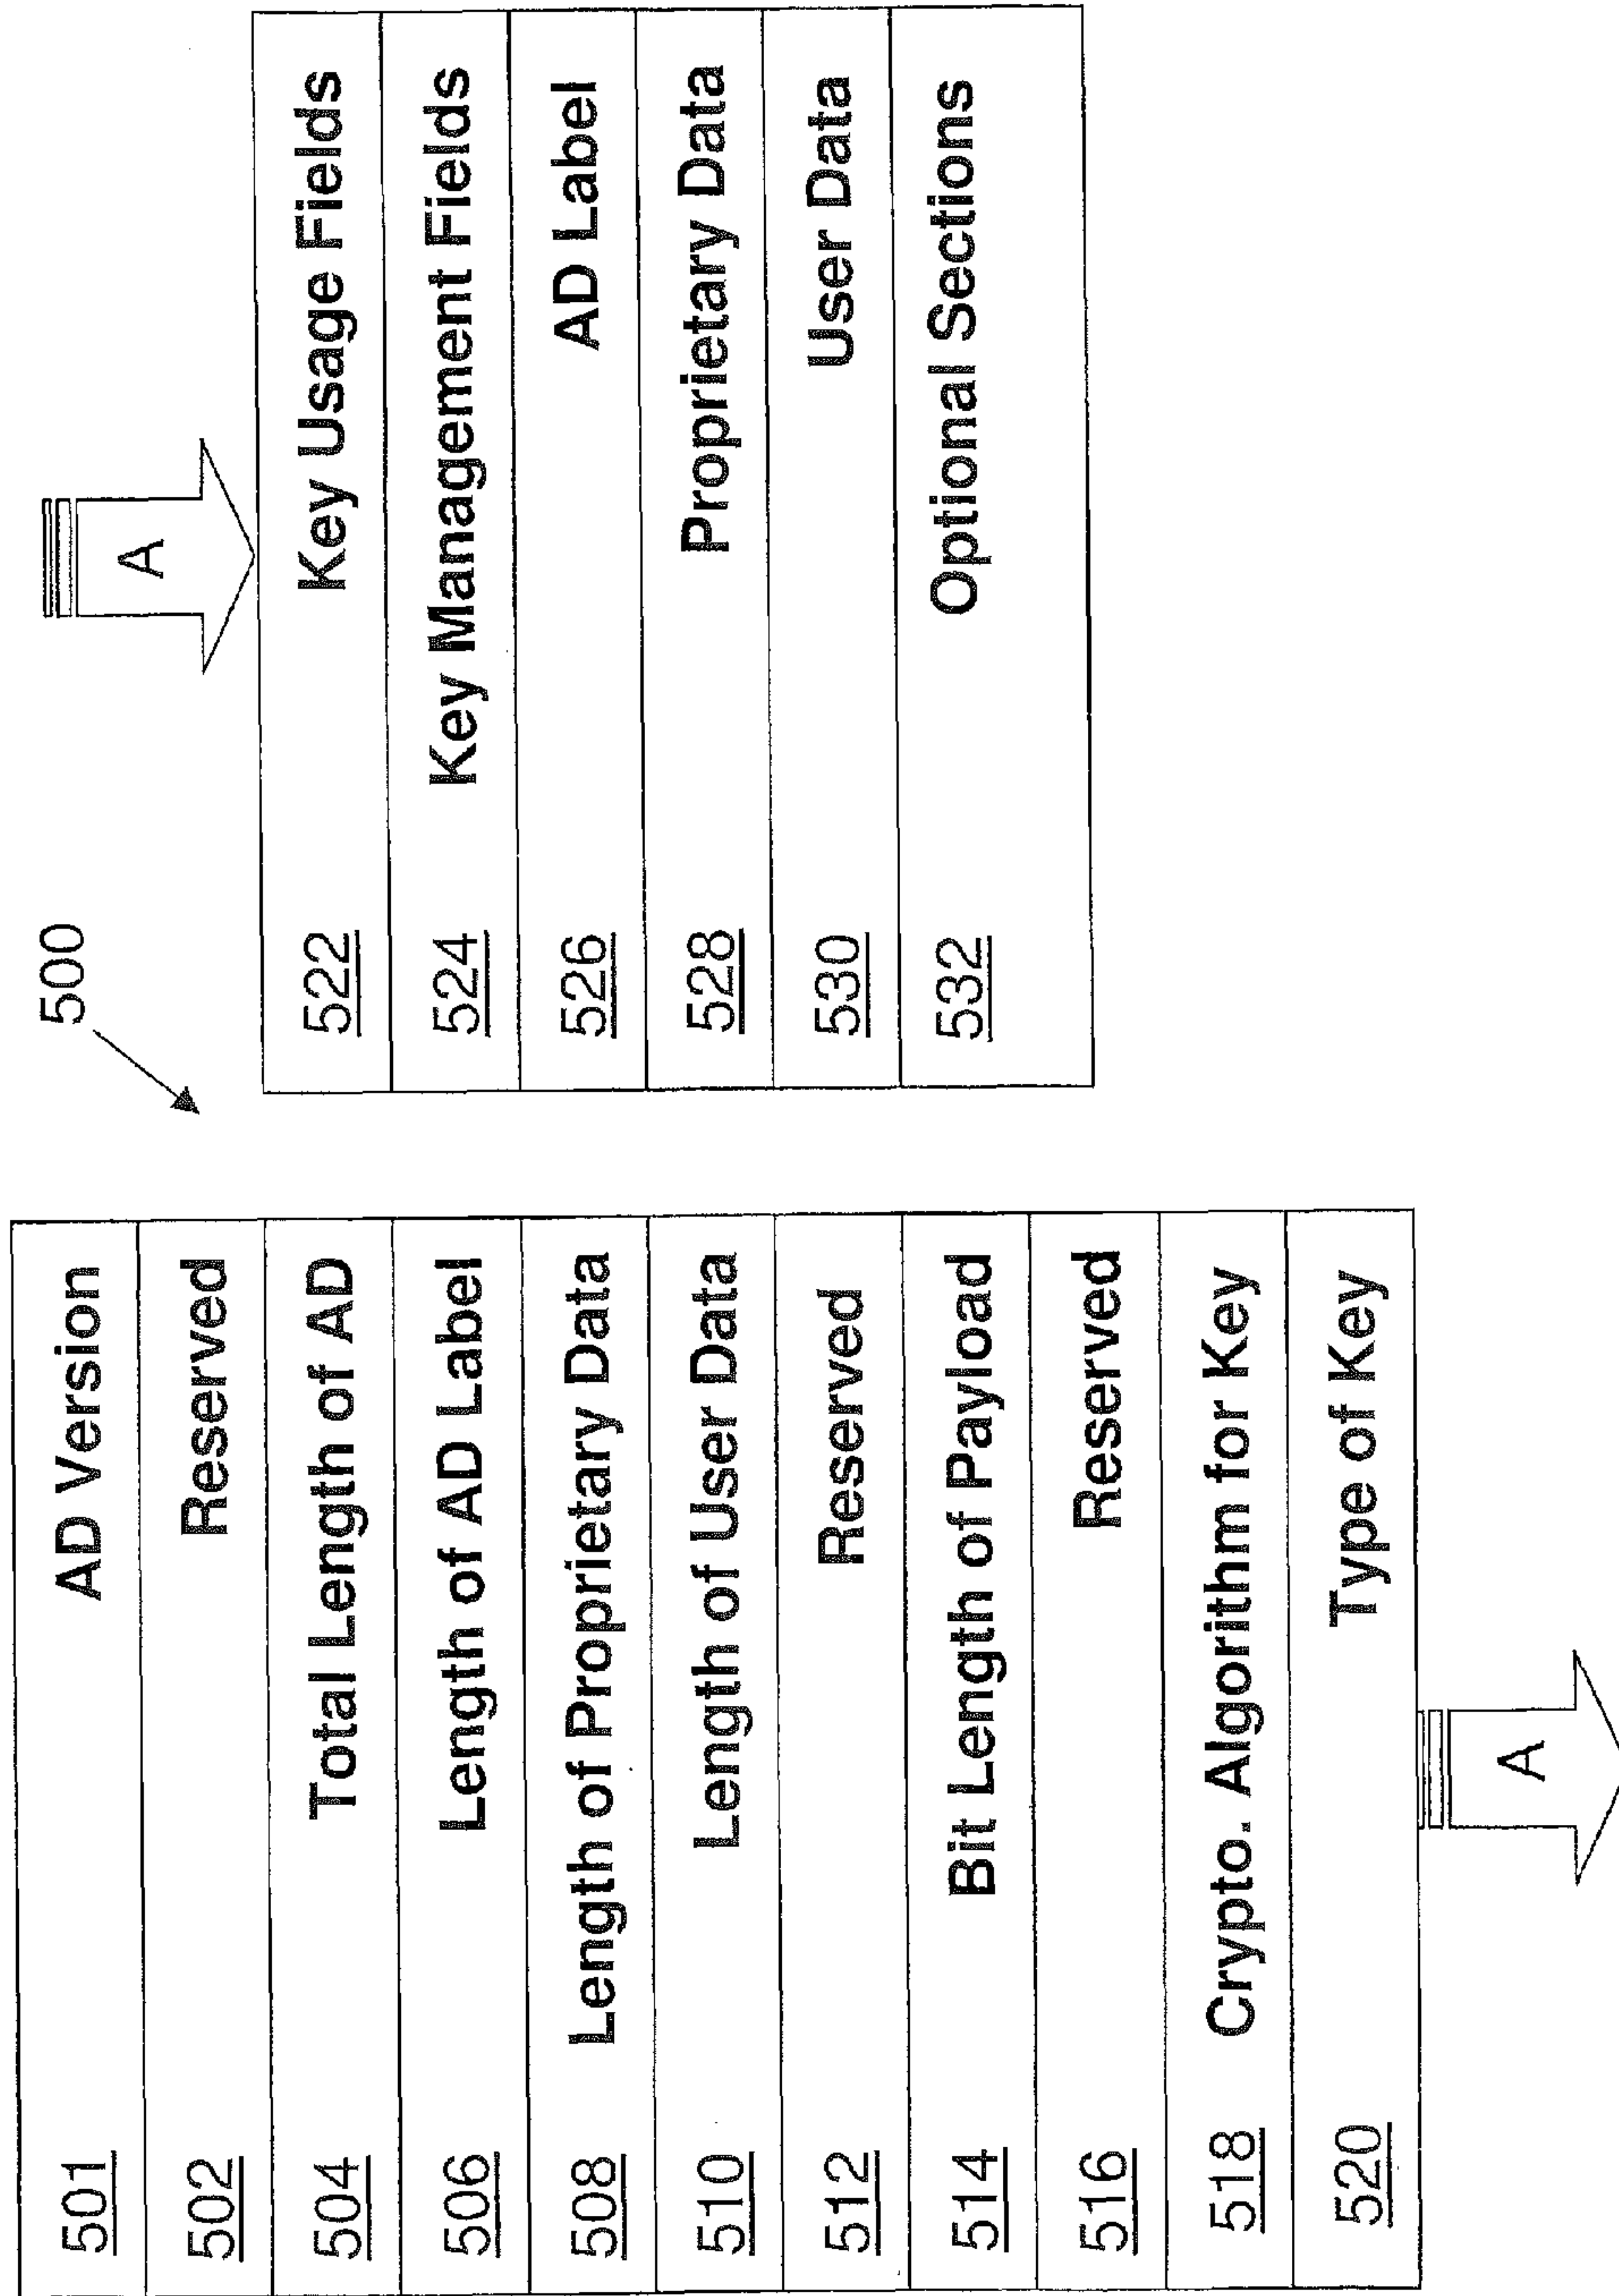 500
501 AD Version
502 Reserved
504 Total Length of AD
506 Length of AD Label
508 Length of Proprietary Data
510 Length of User Data
512 Reserved
514 Bit Length of Payload
516 Reserved
518 Crypto. Algorithm for Key
520 Type of Key
A
A
522 Key Usage Fields
524 Key Management Fields
526 AD Label
528 Proprietary Data
530 User Data
532 Optional Sections